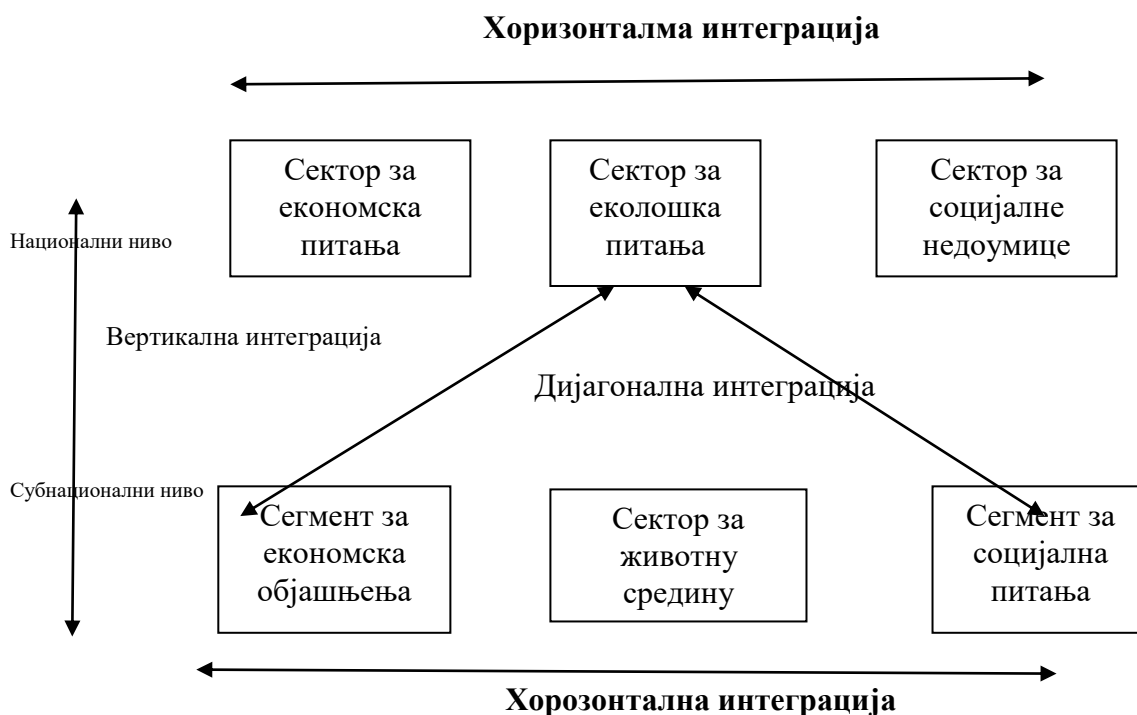 Хоризонталма интеграција
Сектор за
економска
питања
Сектор за
еколошка
питања
Сектор за
социјалне
недоумице
Национални ниво
Вертикална интеграција
Дијагонална интеграција
Субнационални ниво
Сегмент за
економска
објашњења
Сектор за
животну
средину
Сегмент за
социјална
питања
Хорозонтална интеграција